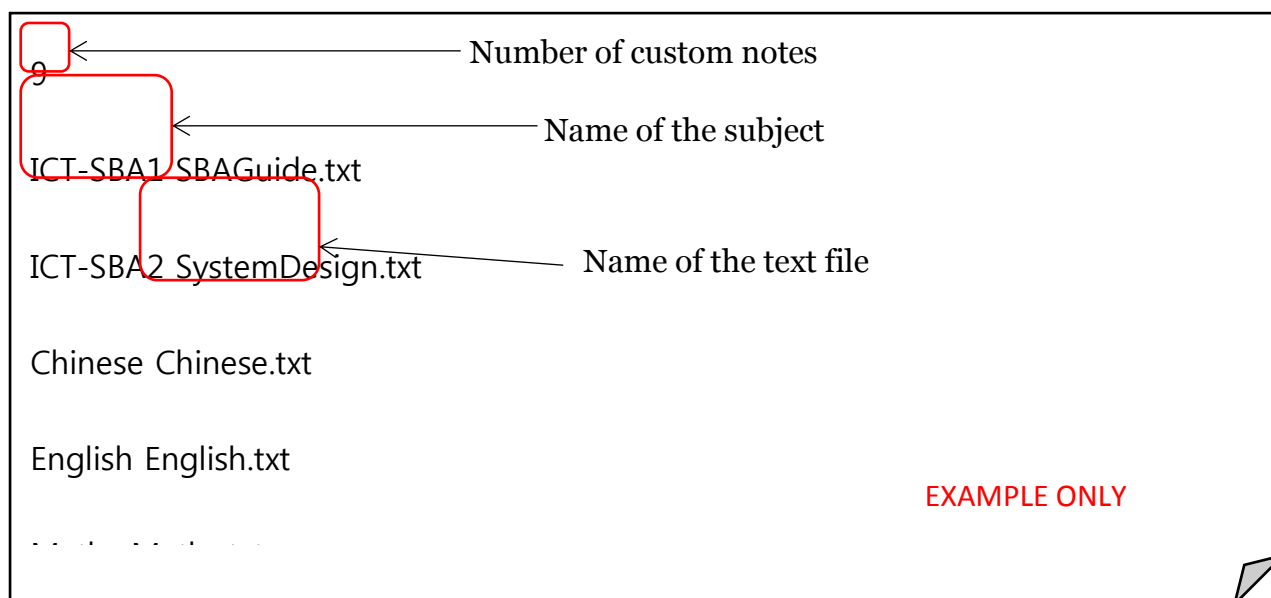 Number of custom notes
9
Name of the subject
ICT-SBA1 SBAGuide.txt
Name of the text file
ICT-SBA2 SystemDesign.txt
Chinese Chinese.txt
English English.txt
EXAMPLE ONLY